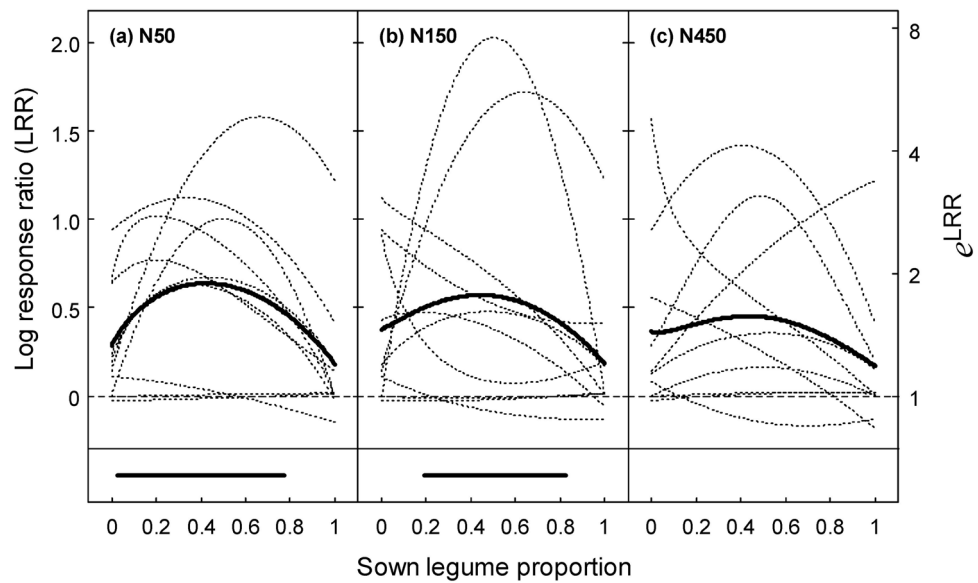 (a) N50 (b) N150 (c) N450
2.0
1.5
1.0
0.5
0
Log response ratio (LRR)
8
4
2
1
e^LRR
0 0.2 0.4 0.6 0.8 1 0 0.2 0.4 0.6 0.8 1 0 0.2 0.4 0.6 0.8 1
Sown legume proportion